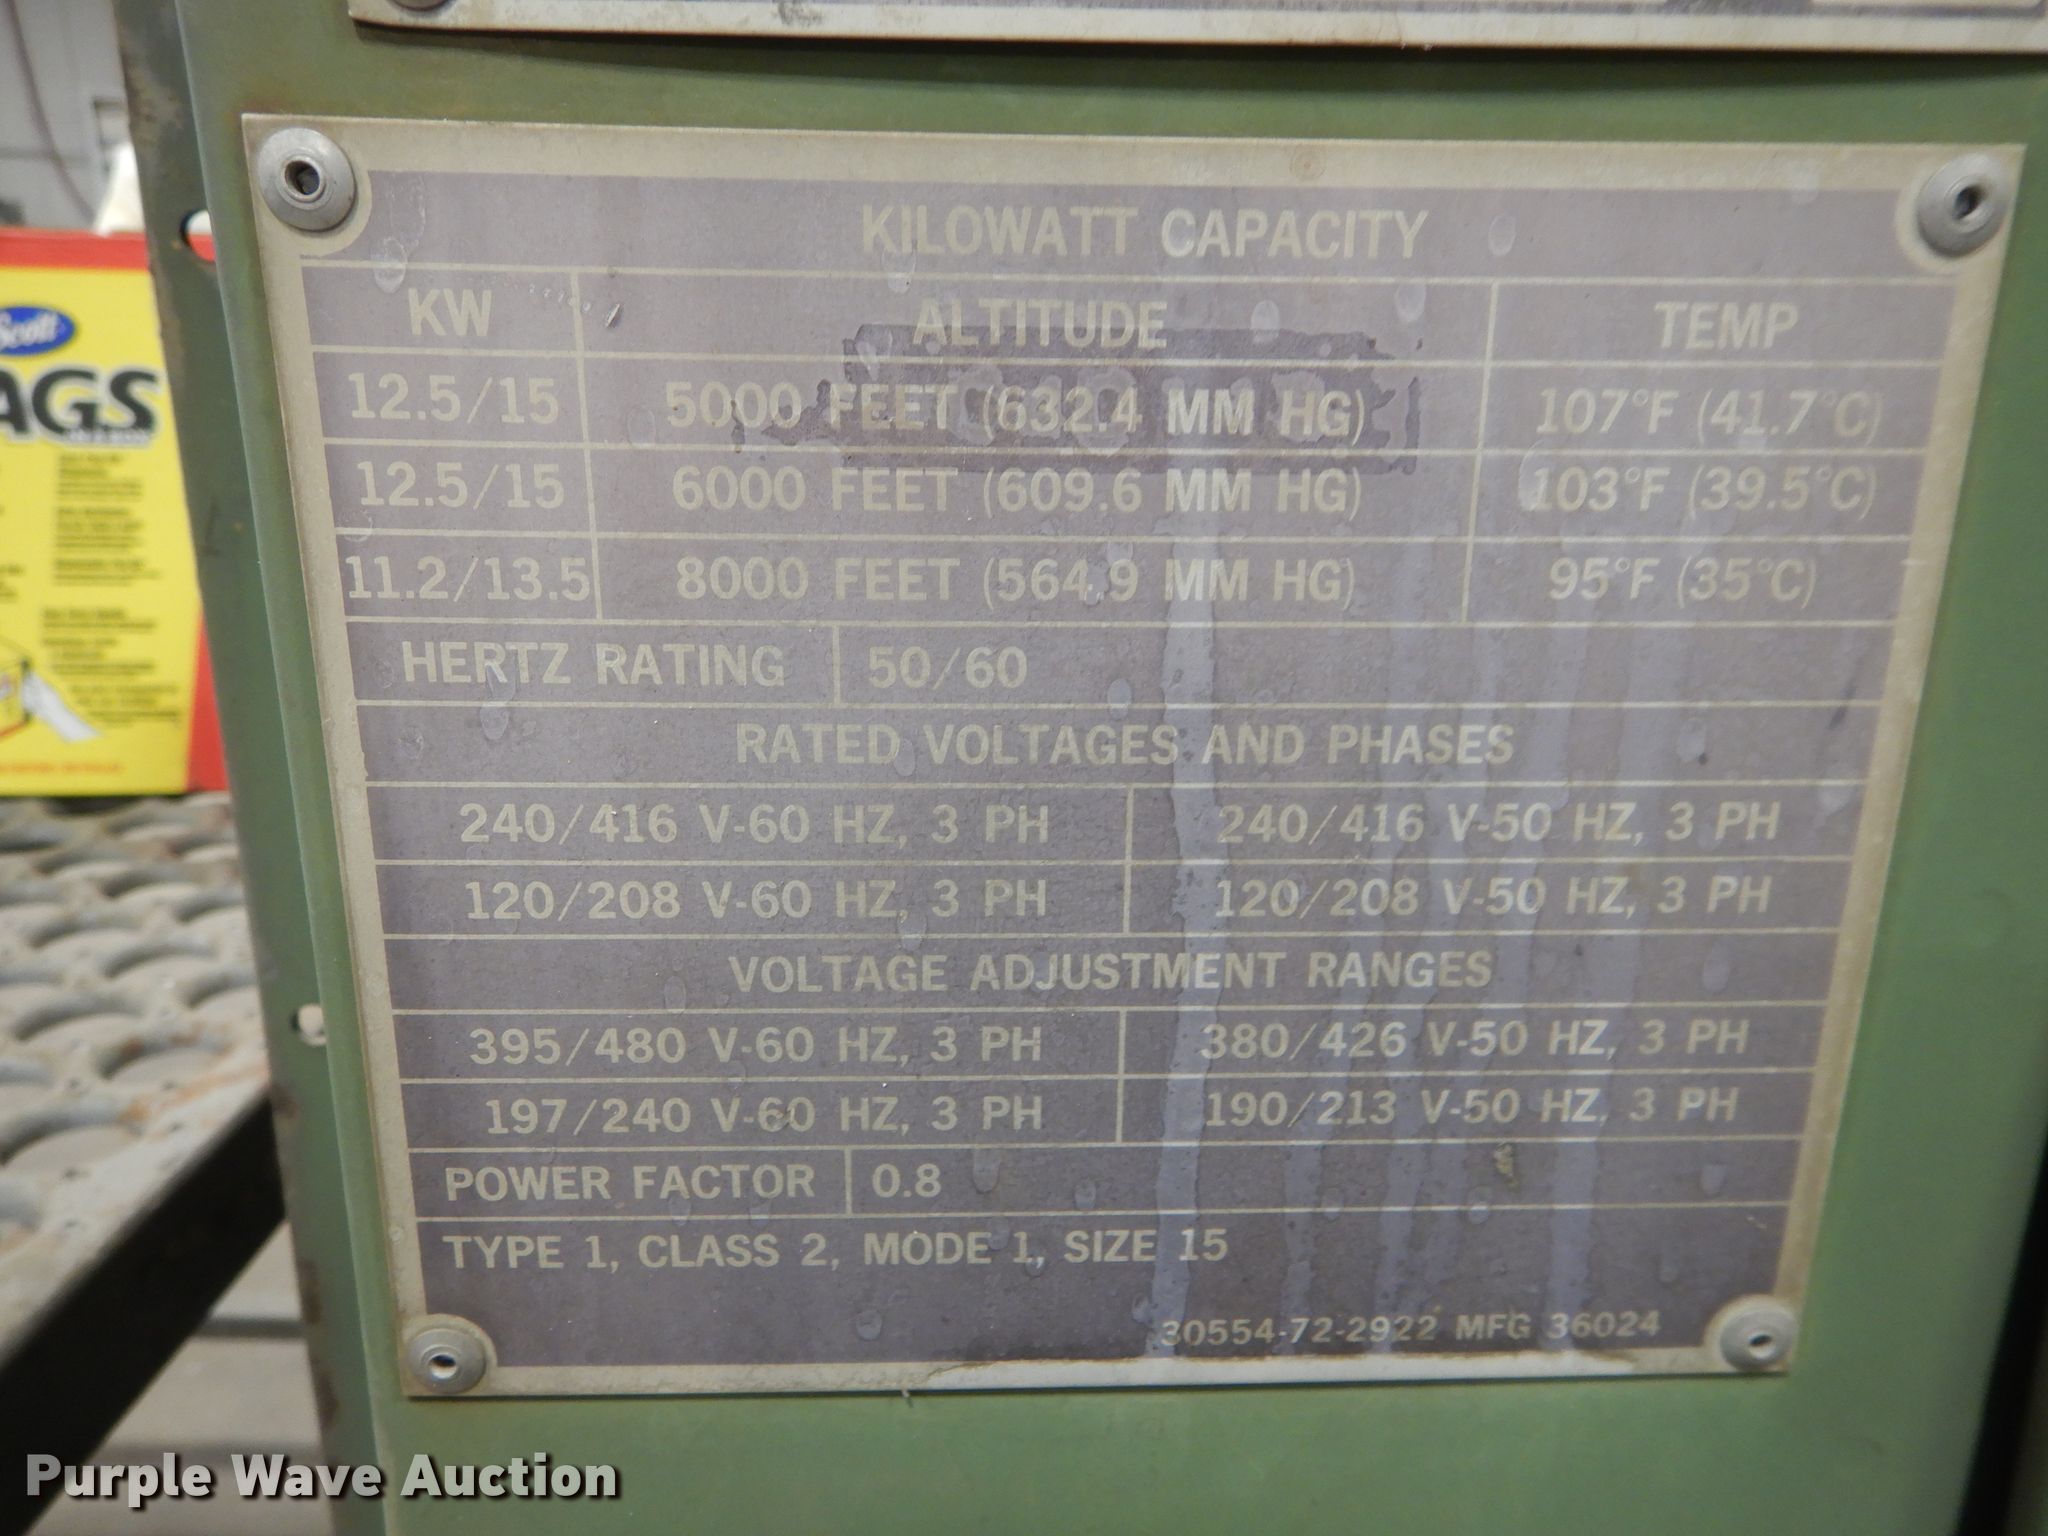 KILOWATT CAPACITY
KW ALTITUDE TEMP
12.5/15 5000 FEET (632.4 MM HG) 107°F (41.7°C)
12.5/15 6000 FEET (609.6 MM HG) 103°F (39.5°C)
11.2/13.5 8000 FEET (564.9 MM HG) 95°F (35°C)
HERTZ RATING 50/60
RATED VOLTAGES AND PHASES
240/416 V-60 HZ, 3 PH 240/416 V-50 HZ, 3 PH
120/208 V-60 HZ, 3 PH 120/208 V-50 HZ, 3 PH
VOLTAGE ADJUSTMENT RANGES
395/480 V-60 HZ, 3 PH 380/426 V-50 HZ, 3 PH
197/240 V-60 HZ, 3 PH 190/213 V-50 HZ, 3 PH
POWER FACTOR 0.8
TYPE 1, CLASS 2, MODE 1, SIZE 15
30554-72-2922 MFG 36024
Scott
AGS
Purple Wave Auction